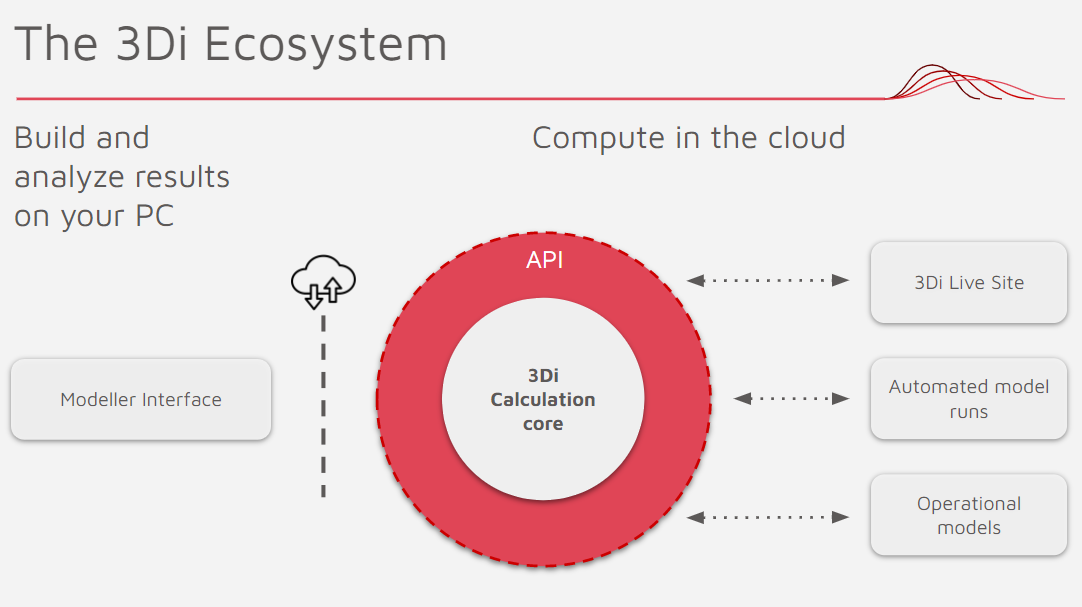 The 3Di Ecosystem
Build and
analyze results
on your PC
Compute in the cloud
Modeller Interface
API
3Di
Calculation
core
3Di Live Site
Automated model
runs
Operational
models